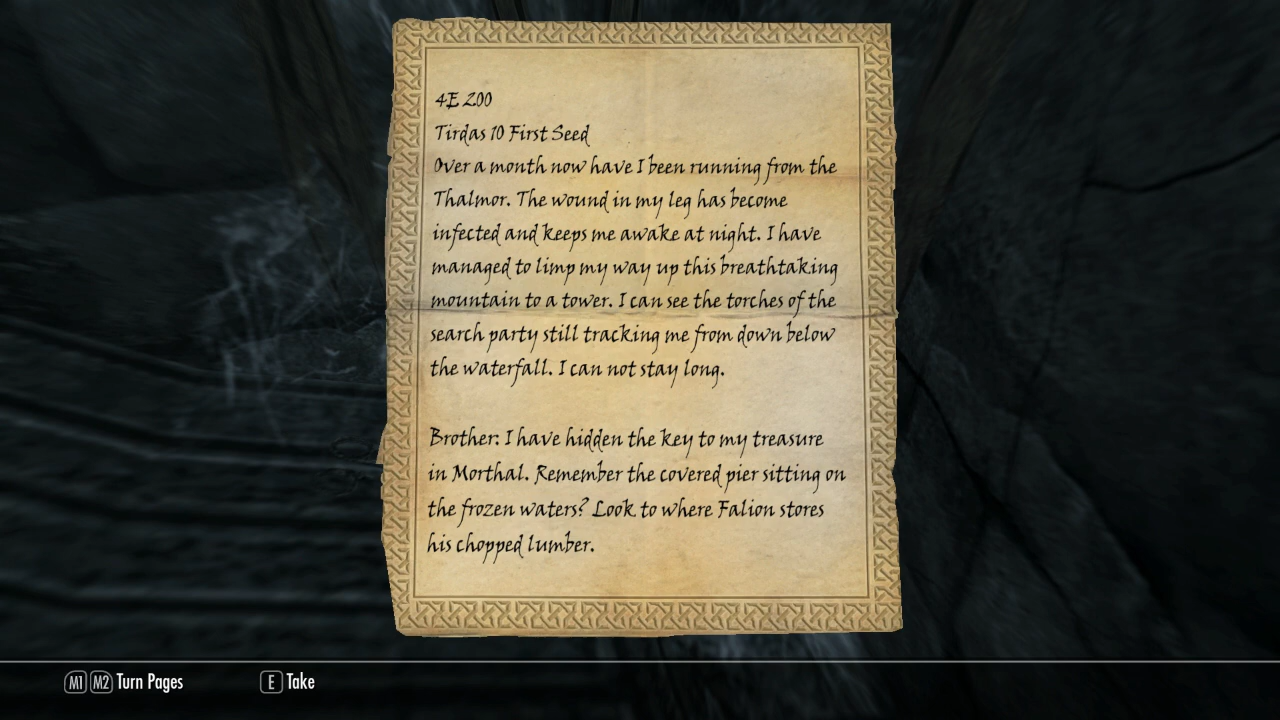 4E 200
Tirdas 10 First Seed
Over a month now have I been running from the
Thalmor. The wound in my leg has become
infected and keeps me awake at night. I have
managed to limp my way up this breathtaking
mountain to a tower. I can see the torches of the
search party still tracking me from down below
the waterfall. I can not stay long.
Brother: I have hidden the key to my treasure
in Morthal. Remember the covered pier sitting on
the frozen waters? Look to where Falion stores
his chopped lumber.
M1 M2 Turn Pages
E Take